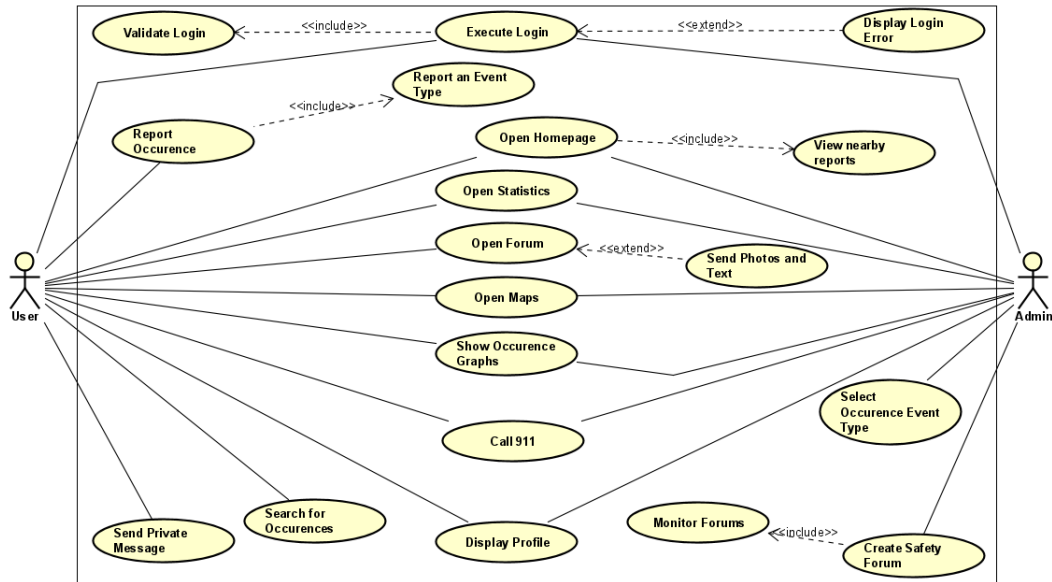 Validate Login
<<include>>
Execute Login
<<extend>>
Display Login
Error
Report an Event
Type
<<include>>
Report
Occurence
Open Homepage
<<include>>
View nearby
reports
Open Statistics
Open Forum
<<extend>>
Send Photos and
Text
User
Open Maps
Admin
Show Occurence
Graphs
Select
Occurence Event
Type
Call 911
Send Private
Message
Search for
Occurences
Display Profile
Monitor Forums
<<include>>
Create Safety
Forum